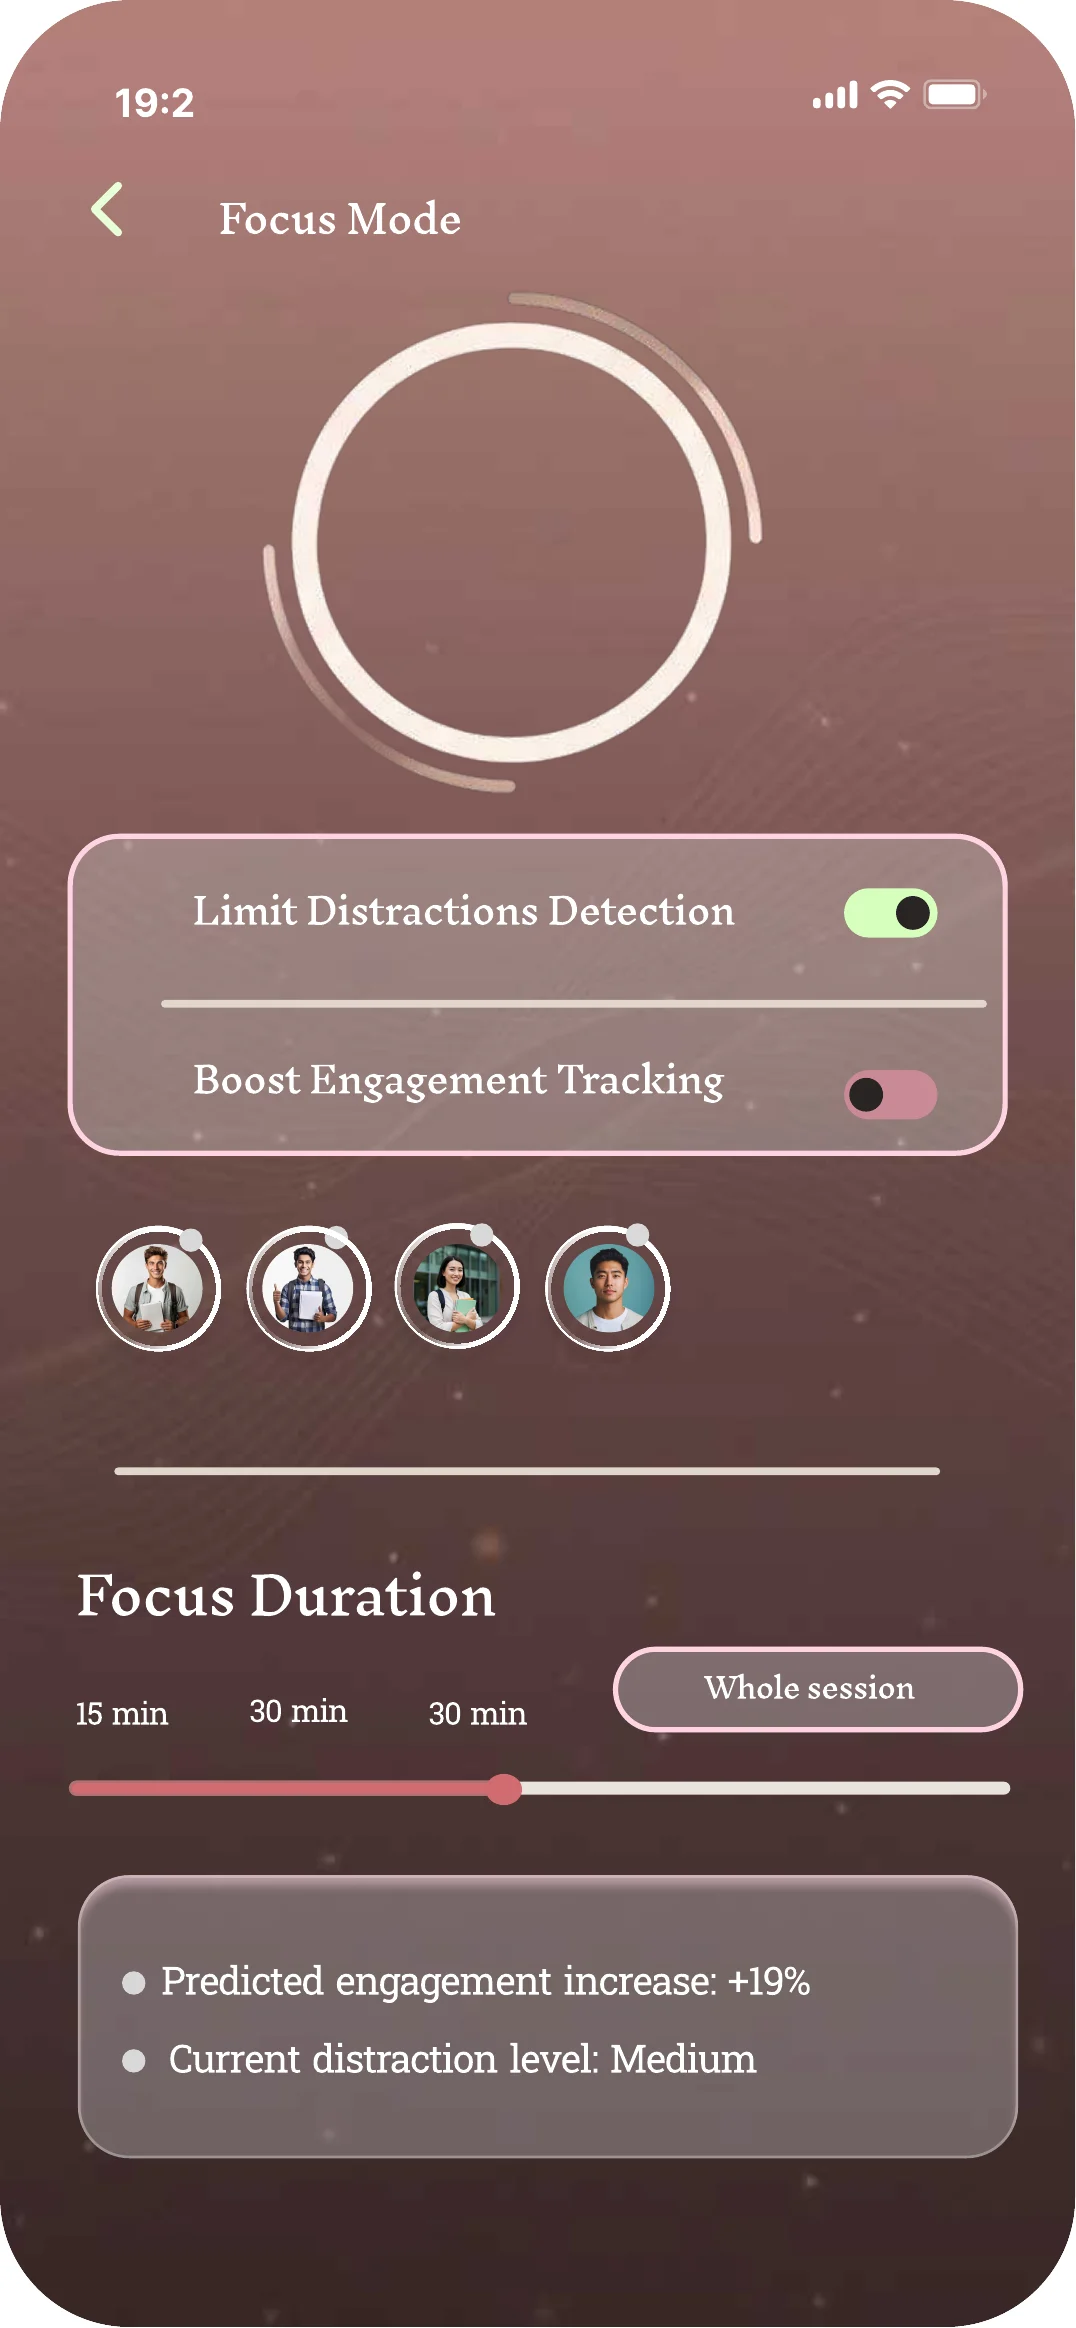 19:2
Focus Mode
Limit Distractions Detection
Boost Engagement Tracking
Focus Duration
Whole session
15 min 30 min 30 min
Predicted engagement increase: +19%
Current distraction level: Medium